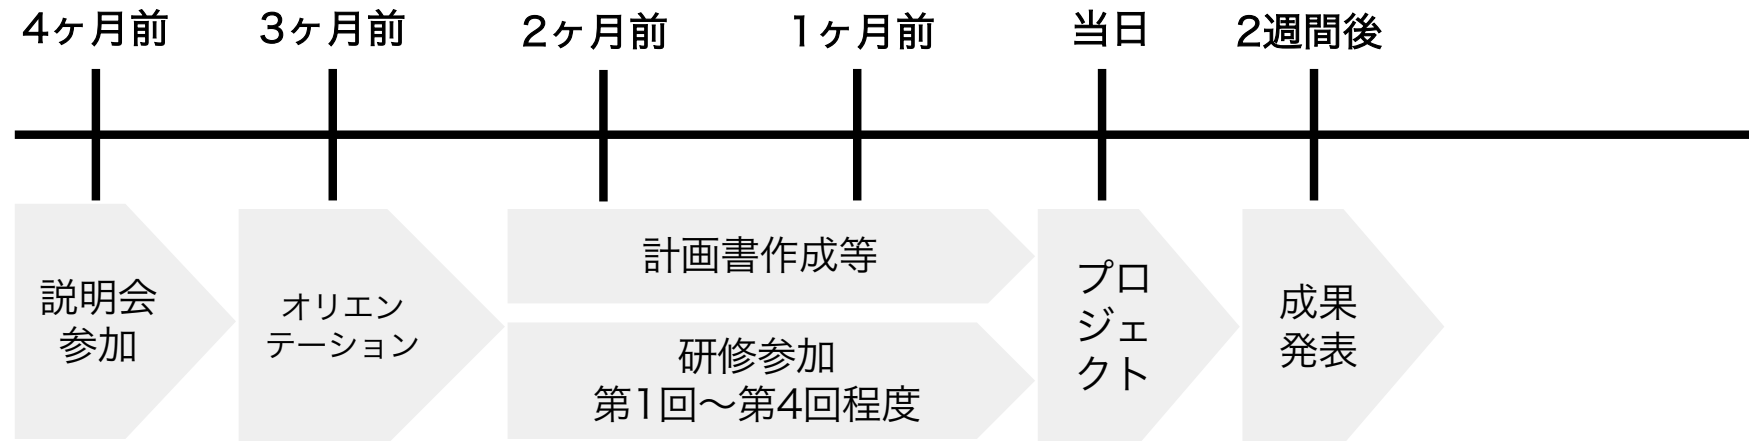 4ヶ月前
3ヶ月前
2ヶ月前
1ヶ月前
当日
2週間後
説明会
参加
オリエン
テーション
計画書作成等
研修参加
第1回〜第4回程度
プロ
ジェ
クト
成果
発表